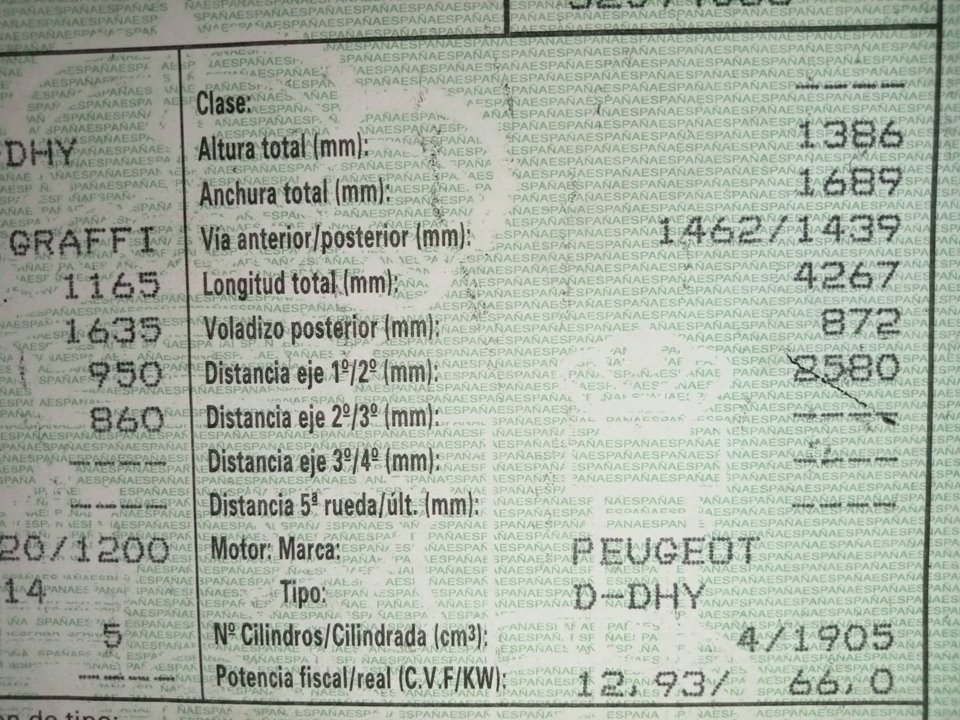 Clase: ----
-DHY Altura total (mm): 1386
Anchura total (mm): 1689
GRAFFI Vía anterior/posterior (mm): 1462/1439
1165 Longitud total (mm): 4267
1635 Voladizo posterior (mm): 872
950 Distancia eje 1º/2º (mm): 2580
860 Distancia eje 2º/3º (mm): ----
---- Distancia eje 3º/4º (mm): ----
---- Distancia 5ª rueda/últ. (mm): ----
20/1200 Motor: Marca: PEUGEOT
14 Tipo: D-DHY
5 Nº Cilindros/Cilindrada (cm³): 4/1905
---- Potencia fiscal/real (C.V.F/KW): 12,93/ 66,0